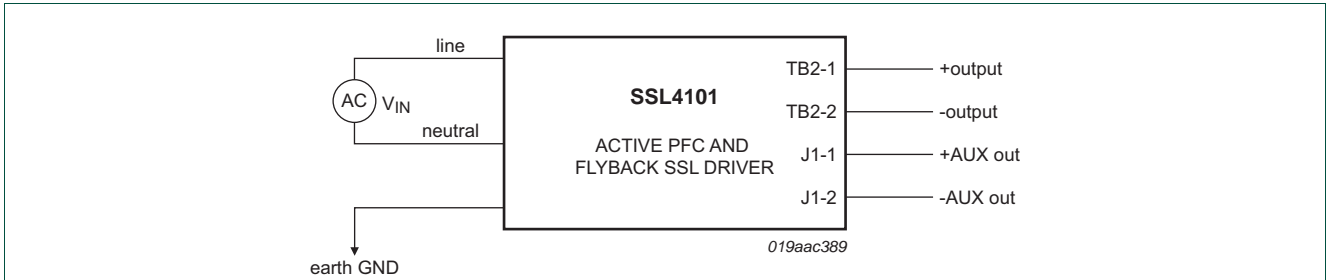 line
TB2-1
+output
AC
V_IN
SSL4101
TB2-2
-output
neutral
ACTIVE PFC AND
FLYBACK SSL DRIVER
J1-1
+AUX out
J1-2
-AUX out
019aac389
earth GND